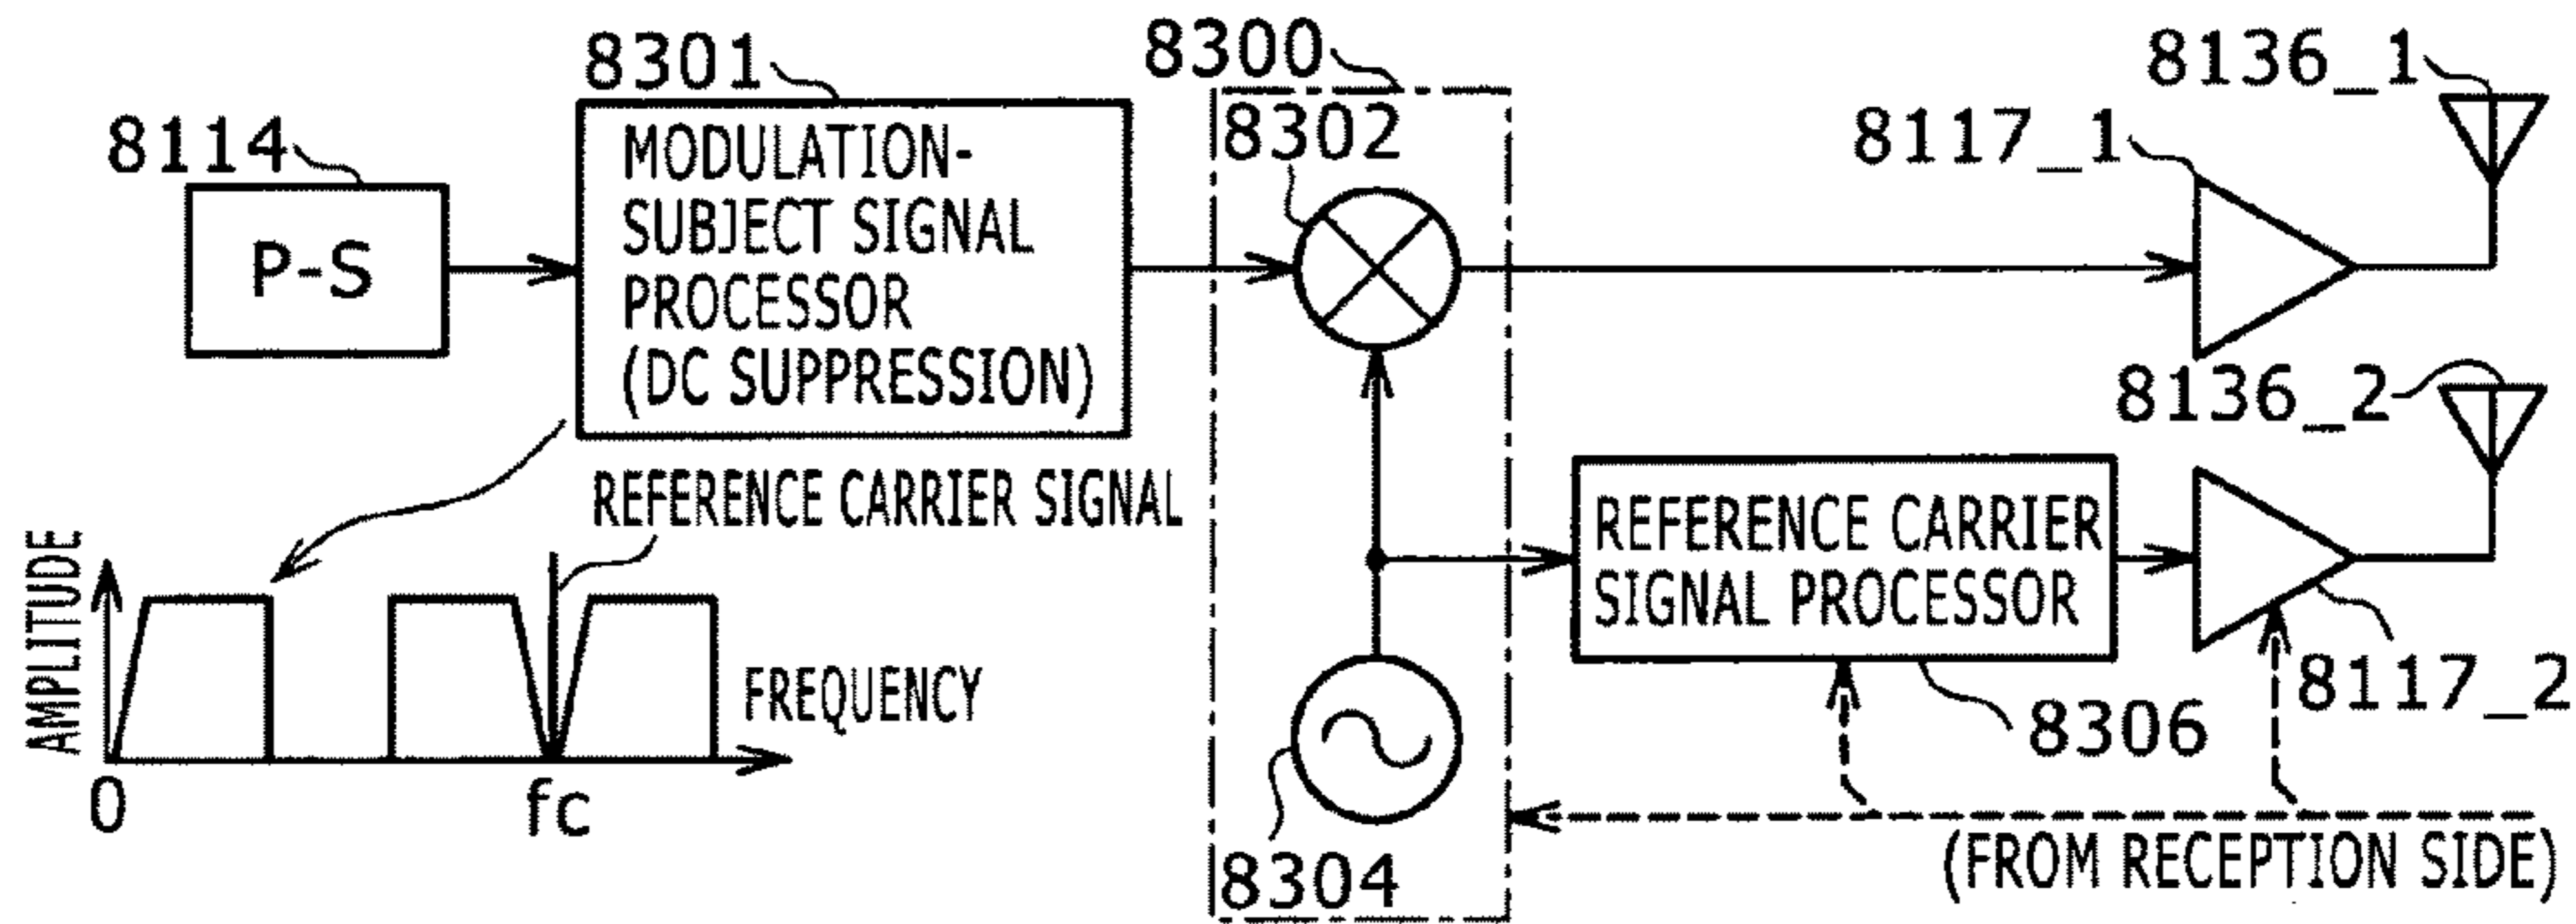 8301
8300
8136_1
8114
8302
8117_1
P-S
MODULATION-
SUBJECT SIGNAL
PROCESSOR
(DC SUPPRESSION)
8136_2
REFERENCE CARRIER SIGNAL
REFERENCE CARRIER
SIGNAL PROCESSOR
AMPLITUDE
FREQUENCY
8117_2
8306
0
fc
8304
(FROM RECEPTION SIDE)